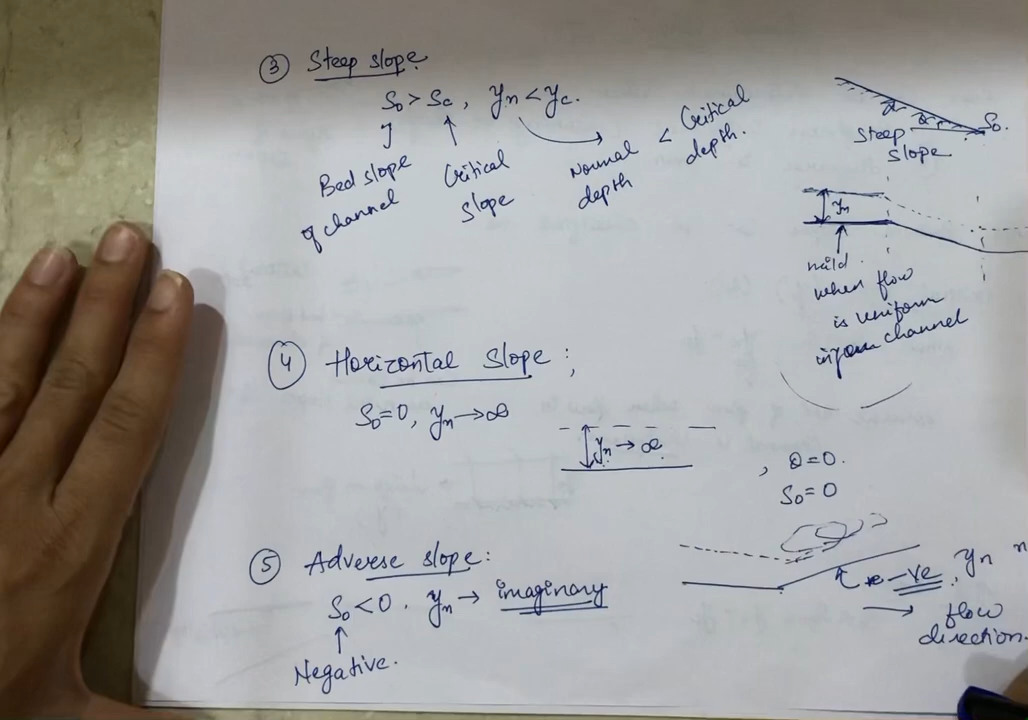 ③ Steep slope
S₀ > Sc, yn < yc.
Bed slope of channel
Critical slope
Normal depth < Critical depth.
S₀.
Steep slope
yn
mild
when flow
is uniform
channel
④ Horizontal slope ;
S₀=0, yn→∞
yn→∞
, θ=0.
S₀=0
⑤ Adverse slope:
S₀<0. yn→ imaginary
Negative.
-ve, yn
flow
direction.